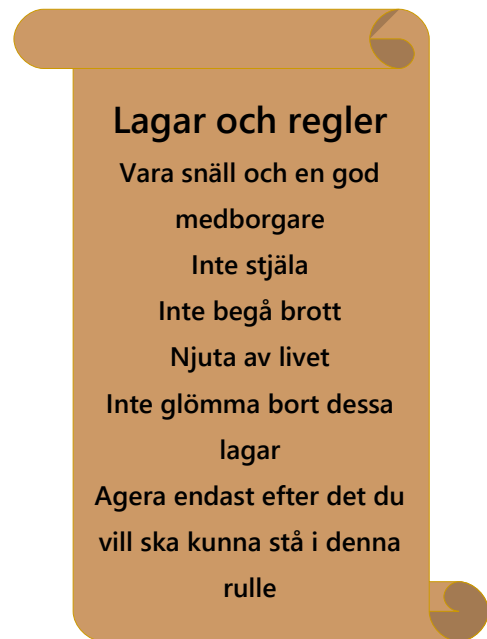 Lagar och regler
Vara snäll och en god
medborgare
Inte stjäla
Inte begå brott
Njuta av livet
Inte glömma bort dessa
lagar
Agera endast efter det du
vill ska kunna stå i denna
rulle